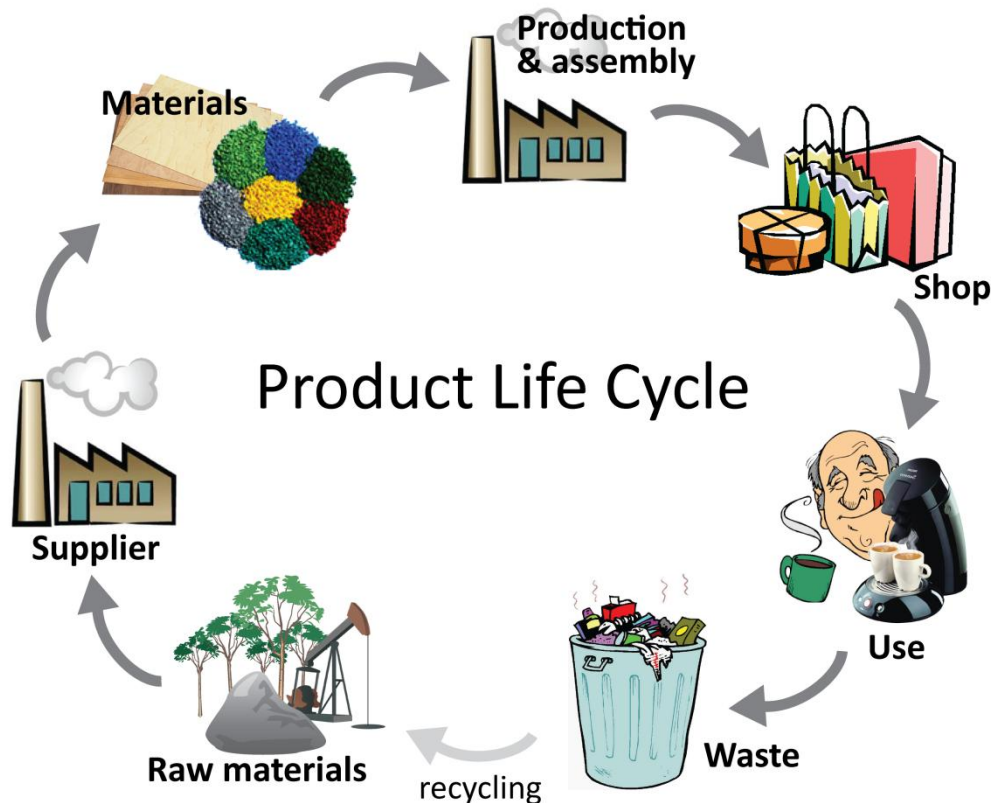 Production
& assembly
Materials
Shop
Product Life Cycle
Supplier
Use
Waste
Raw materials
recycling